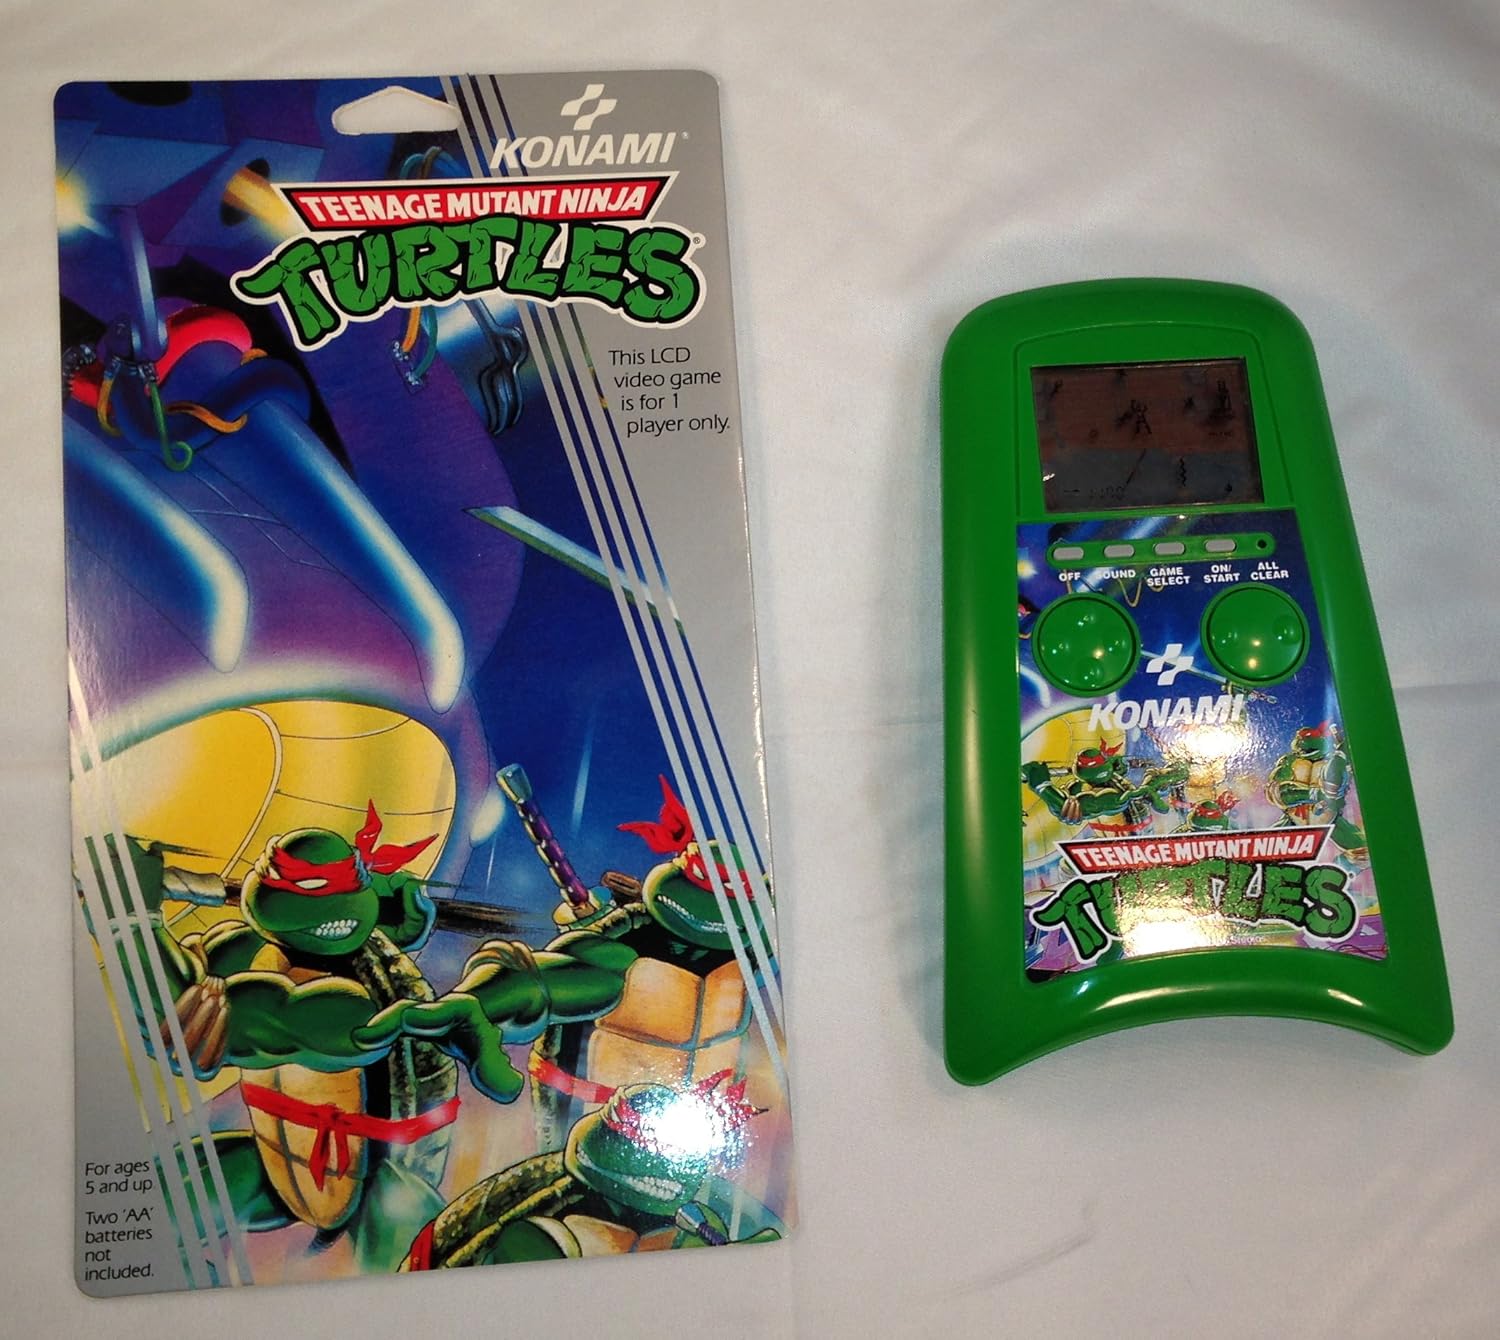 KONAMI®
TEENAGE MUTANT NINJA
TURTLES®
This LCD
video game
is for 1
player only.
For ages
5 and up
Two 'AA'
batteries
not
included.
OFF SOUND GAME SELECT ON/ START ALL CLEAR
KONAMI®
TEENAGE MUTANT NINJA
TURTLES®